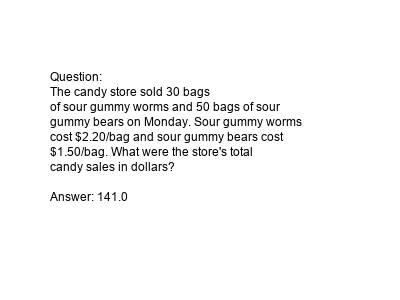 Question:
The candy store sold 30 bags
of sour gummy worms and 50 bags of sour
gummy bears on Monday. Sour gummy worms
cost $2.20/bag and sour gummy bears cost
$1.50/bag. What were the store's total
candy sales in dollars?
Answer: 141.0